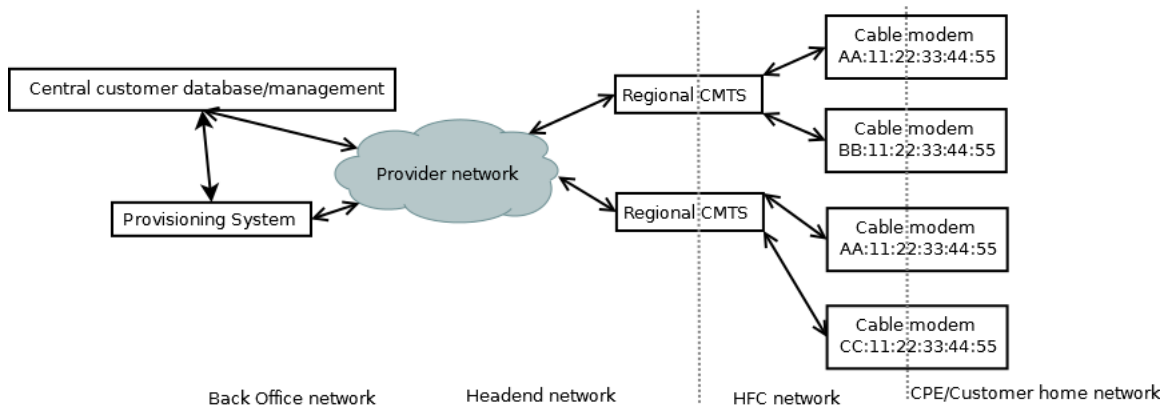 Central customer database/management
Provisioning System
Provider network
Regional CMTS
Regional CMTS
Cable modem
AA:11:22:33:44:55
Cable modem
BB:11:22:33:44:55
Cable modem
AA:11:22:33:44:55
Cable modem
CC:11:22:33:44:55
Back Office network
Headend network
HFC network
CPE/Customer home network